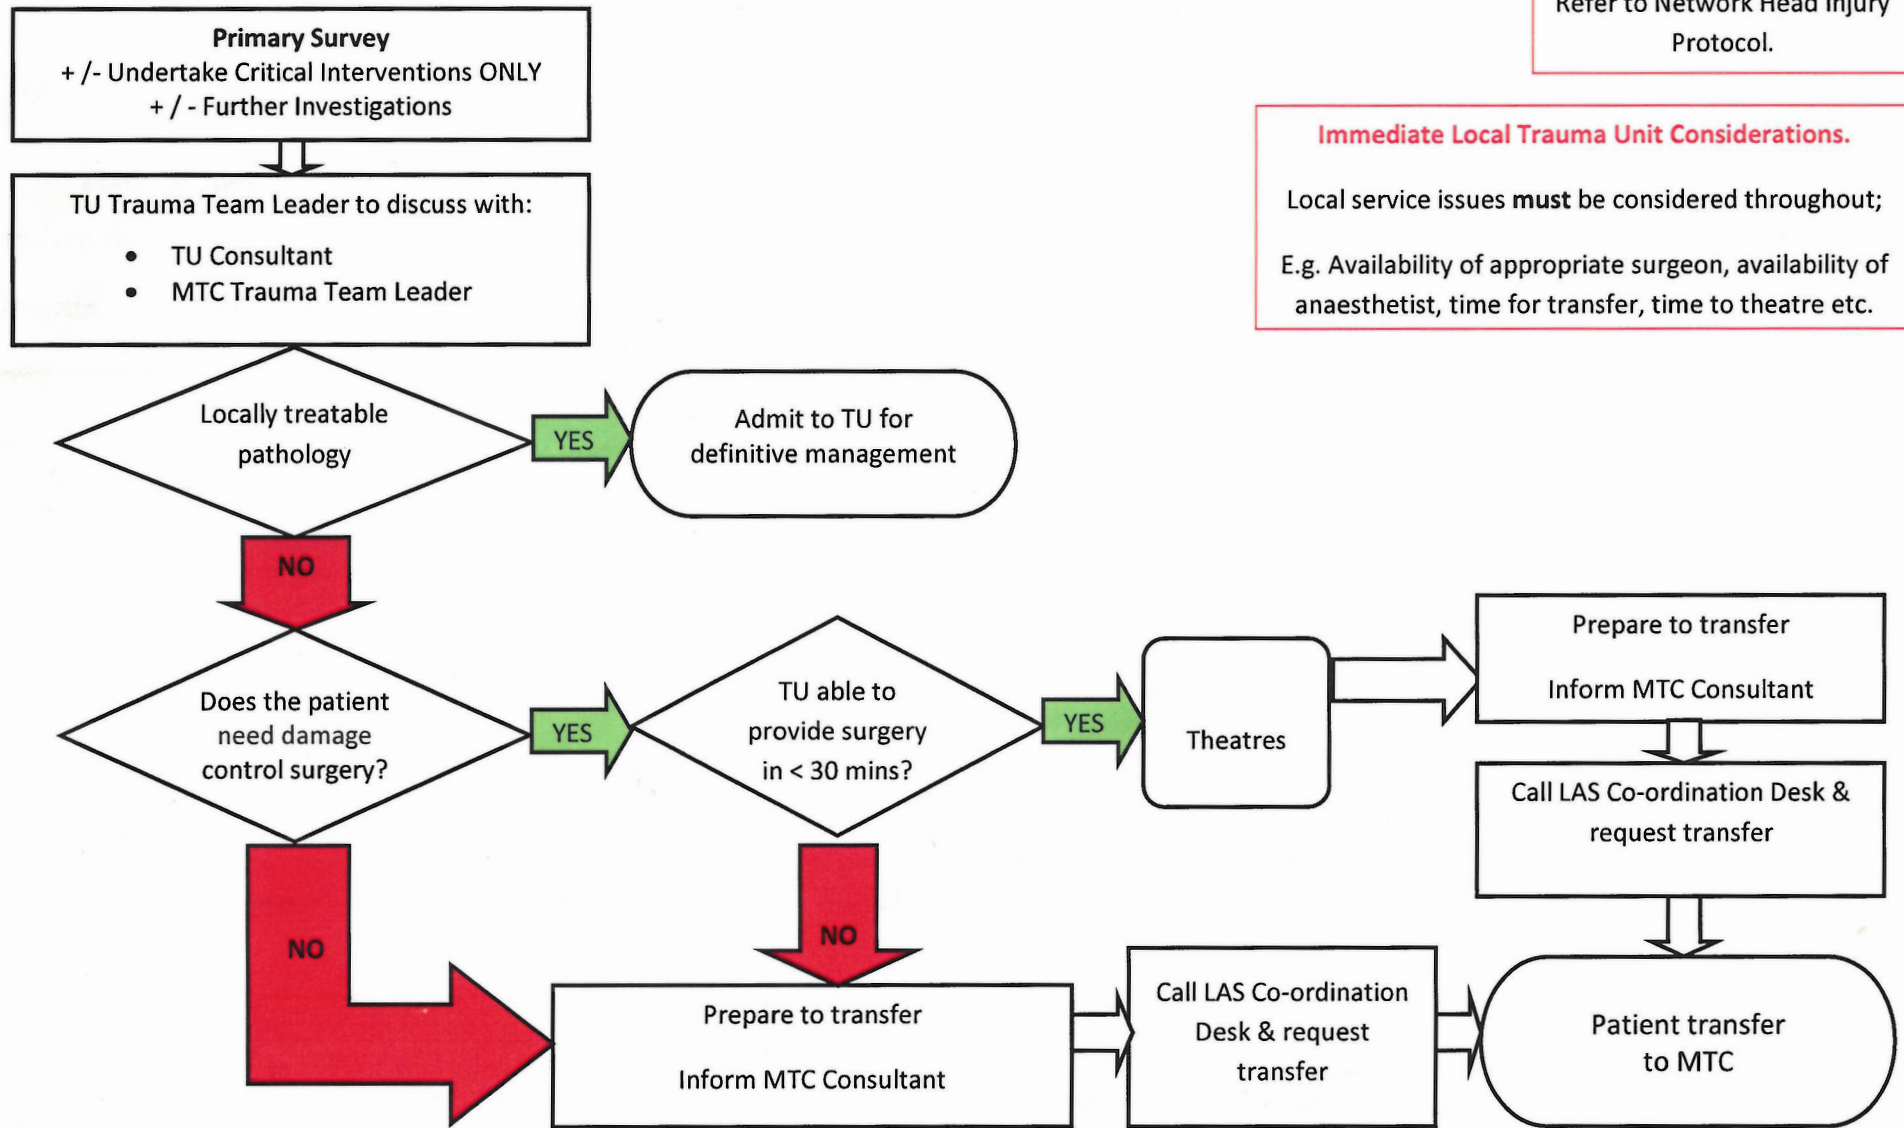 Refer to Network Head Injury
Protocol.
Primary Survey
+ /- Undertake Critical Interventions ONLY
+ / - Further Investigations
Immediate Local Trauma Unit Considerations.
Local service issues must be considered throughout;
E.g. Availability of appropriate surgeon, availability of
anaesthetist, time for transfer, time to theatre etc.
TU Trauma Team Leader to discuss with:
• TU Consultant
• MTC Trauma Team Leader
Locally treatable
pathology
YES
Admit to TU for
definitive management
NO
Does the patient
need damage
control surgery?
YES
TU able to
provide surgery
in < 30 mins?
YES
Theatres
Prepare to transfer
Inform MTC Consultant
Call LAS Co-ordination Desk &
request transfer
NO
NO
Prepare to transfer
Inform MTC Consultant
Call LAS Co-ordination
Desk & request
transfer
Patient transfer
to MTC